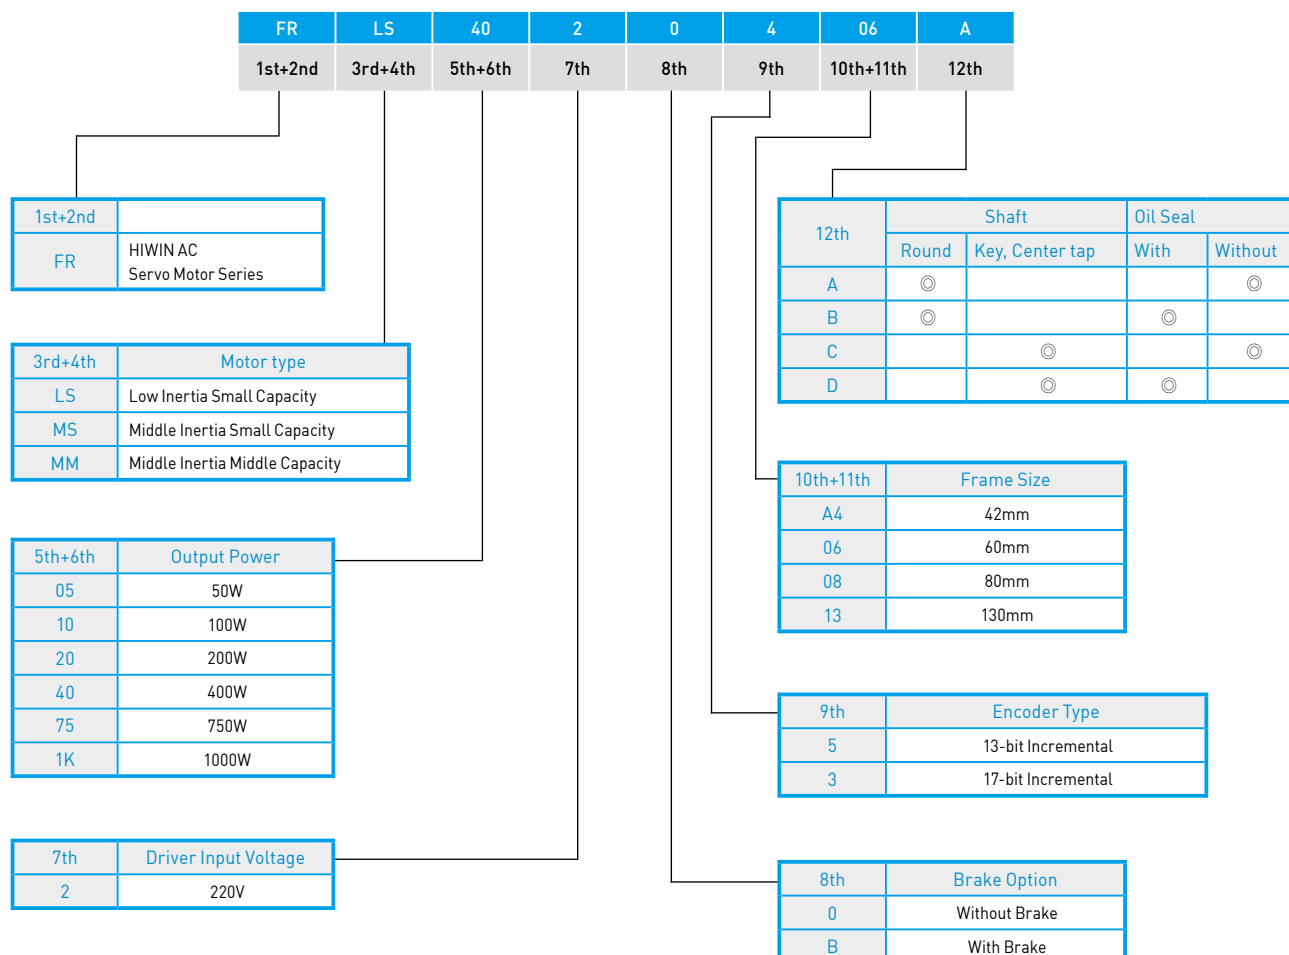 FR LS 40 2 0 4 06 A
1st+2nd 3rd+4th 5th+6th 7th 8th 9th 10th+11th 12th
1st+2nd
FR HIWIN AC
Servo Motor Series
3rd+4th Motor type
LS Low Inertia Small Capacity
MS Middle Inertia Small Capacity
MM Middle Inertia Middle Capacity
5th+6th Output Power
05 50W
10 100W
20 200W
40 400W
75 750W
1K 1000W
7th Driver Input Voltage
2 220V
12th Shaft Oil Seal
Round Key, Center tap With Without
A ◎ ◎
B ◎ ◎
C ◎ ◎
D ◎ ◎
10th+11th Frame Size
A4 42mm
06 60mm
08 80mm
13 130mm
9th Encoder Type
5 13-bit Incremental
3 17-bit Incremental
8th Brake Option
0 Without Brake
B With Brake